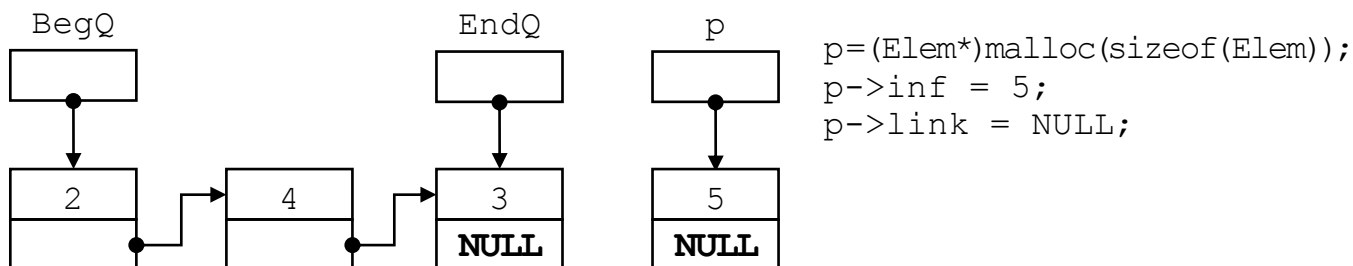 BegQ EndQ p
p=(Elem*)malloc(sizeof(Elem));
p->inf = 5;
p->link = NULL;
2 4 3 5
NULL NULL